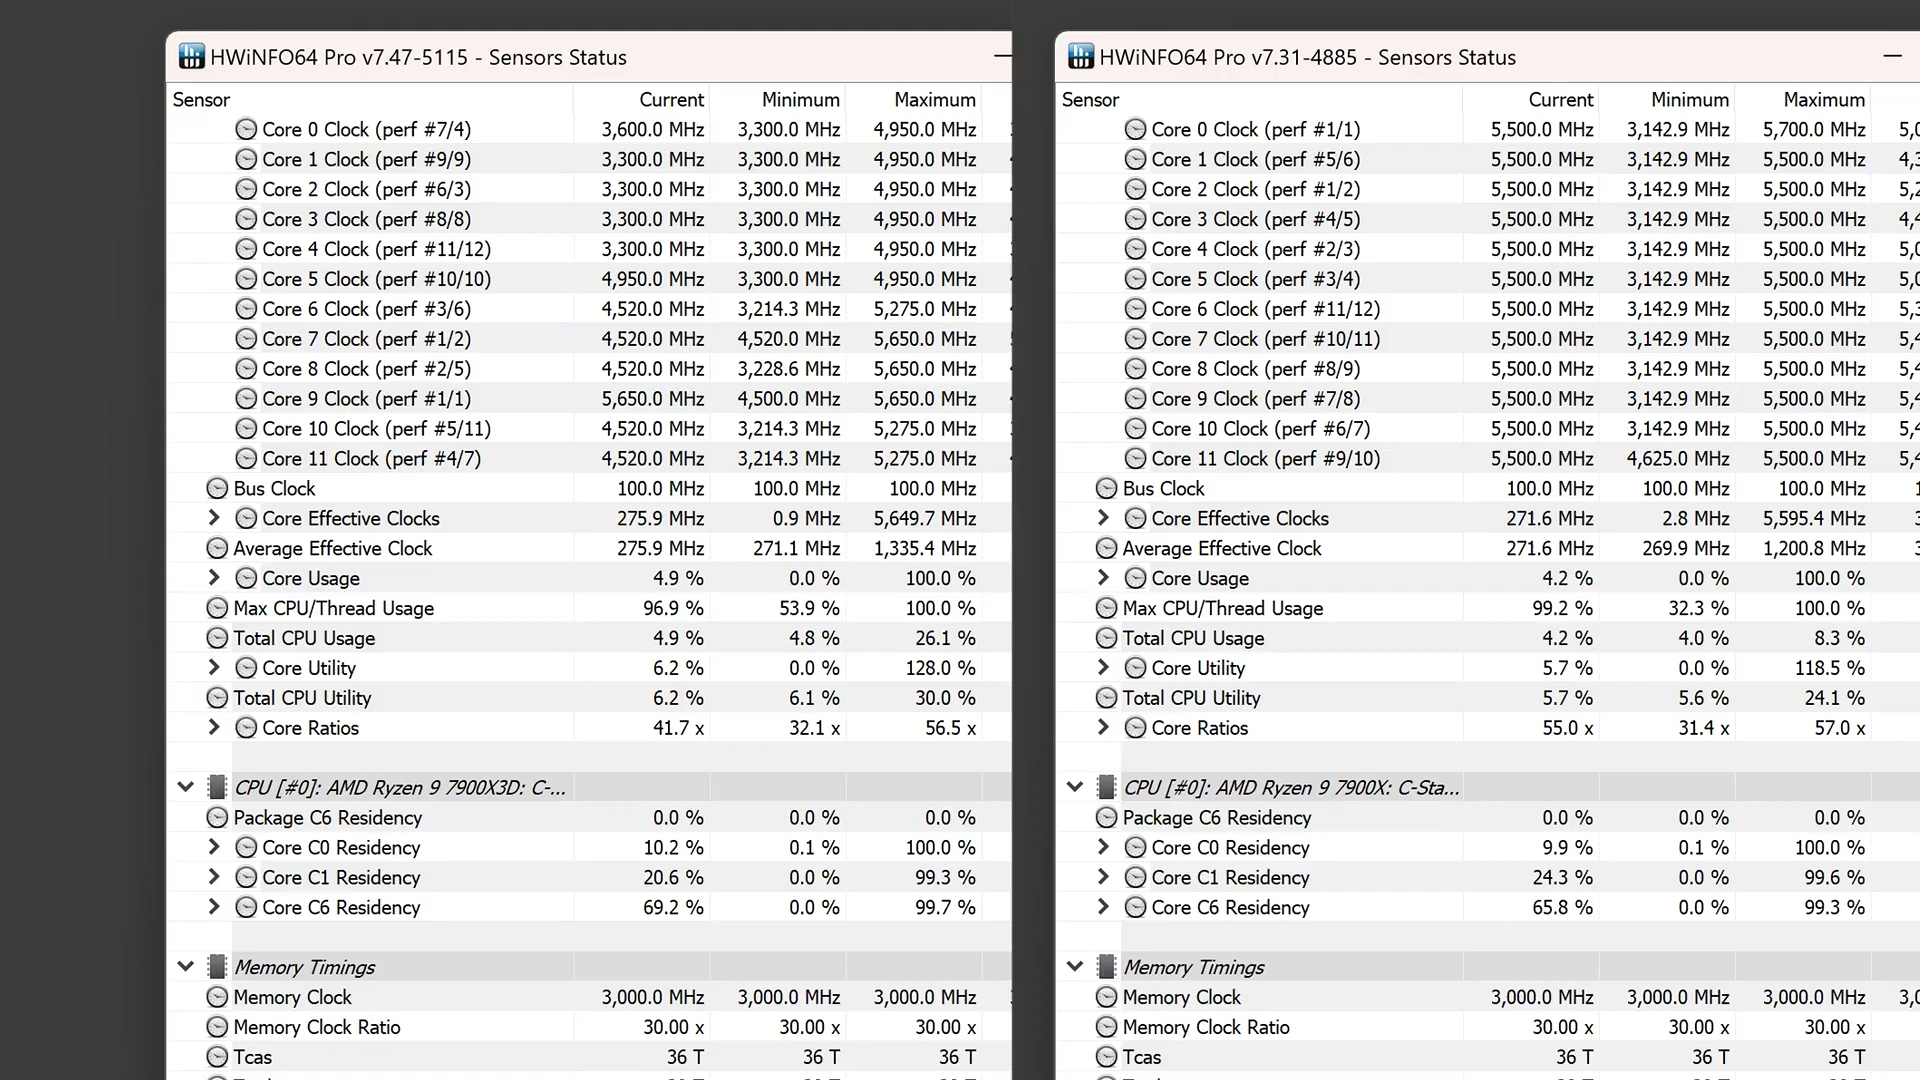 HWiNFO64 Pro v7.47-5115 - Sensors Status
Sensor Current Minimum Maximum
Core 0 Clock (perf #7/4) 3,600.0 MHz 3,300.0 MHz 4,950.0 MHz
Core 1 Clock (perf #9/9) 3,300.0 MHz 3,300.0 MHz 4,950.0 MHz
Core 2 Clock (perf #6/3) 3,300.0 MHz 3,300.0 MHz 4,950.0 MHz
Core 3 Clock (perf #8/8) 3,300.0 MHz 3,300.0 MHz 4,950.0 MHz
Core 4 Clock (perf #11/12) 3,300.0 MHz 3,300.0 MHz 4,950.0 MHz
Core 5 Clock (perf #10/10) 4,950.0 MHz 3,300.0 MHz 4,950.0 MHz
Core 6 Clock (perf #3/6) 4,520.0 MHz 3,214.3 MHz 5,275.0 MHz
Core 7 Clock (perf #1/2) 4,520.0 MHz 4,520.0 MHz 5,650.0 MHz
Core 8 Clock (perf #2/5) 4,520.0 MHz 3,228.6 MHz 5,650.0 MHz
Core 9 Clock (perf #1/1) 5,650.0 MHz 4,500.0 MHz 5,650.0 MHz
Core 10 Clock (perf #5/11) 4,520.0 MHz 3,214.3 MHz 5,275.0 MHz
Core 11 Clock (perf #4/7) 4,520.0 MHz 3,214.3 MHz 5,275.0 MHz
Bus Clock 100.0 MHz 100.0 MHz 100.0 MHz
Core Effective Clocks 275.9 MHz 0.9 MHz 5,649.7 MHz
Average Effective Clock 275.9 MHz 271.1 MHz 1,335.4 MHz
Core Usage 4.9 % 0.0 % 100.0 %
Max CPU/Thread Usage 96.9 % 53.9 % 100.0 %
Total CPU Usage 4.9 % 4.8 % 26.1 %
Core Utility 6.2 % 0.0 % 128.0 %
Total CPU Utility 6.2 % 6.1 % 30.0 %
Core Ratios 41.7 x 32.1 x 56.5 x
CPU [#0]: AMD Ryzen 9 7900X3D: C-...
Package C6 Residency 0.0 % 0.0 % 0.0 %
Core C0 Residency 10.2 % 0.1 % 100.0 %
Core C1 Residency 20.6 % 0.0 % 99.3 %
Core C6 Residency 69.2 % 0.0 % 99.7 %
Memory Timings
Memory Clock 3,000.0 MHz 3,000.0 MHz 3,000.0 MHz
Memory Clock Ratio 30.00 x 30.00 x 30.00 x
Tcas 36 T 36 T 36 T
HWiNFO64 Pro v7.31-4885 - Sensors Status
Sensor Current Minimum Maximum
Core 0 Clock (perf #1/1) 5,500.0 MHz 3,142.9 MHz 5,700.0 MHz 5,0
Core 1 Clock (perf #5/6) 5,500.0 MHz 3,142.9 MHz 5,500.0 MHz 4,3
Core 2 Clock (perf #1/2) 5,500.0 MHz 3,142.9 MHz 5,500.0 MHz 5,2
Core 3 Clock (perf #4/5) 5,500.0 MHz 3,142.9 MHz 5,500.0 MHz 4,4
Core 4 Clock (perf #2/3) 5,500.0 MHz 3,142.9 MHz 5,500.0 MHz 5,0
Core 5 Clock (perf #3/4) 5,500.0 MHz 3,142.9 MHz 5,500.0 MHz 5,0
Core 6 Clock (perf #11/12) 5,500.0 MHz 3,142.9 MHz 5,500.0 MHz 5,3
Core 7 Clock (perf #10/11) 5,500.0 MHz 3,142.9 MHz 5,500.0 MHz 5,4
Core 8 Clock (perf #8/9) 5,500.0 MHz 3,142.9 MHz 5,500.0 MHz 5,4
Core 9 Clock (perf #7/8) 5,500.0 MHz 3,142.9 MHz 5,500.0 MHz 5,4
Core 10 Clock (perf #6/7) 5,500.0 MHz 3,142.9 MHz 5,500.0 MHz 5,4
Core 11 Clock (perf #9/10) 5,500.0 MHz 4,625.0 MHz 5,500.0 MHz 5,4
Bus Clock 100.0 MHz 100.0 MHz 100.0 MHz
Core Effective Clocks 271.6 MHz 2.8 MHz 5,595.4 MHz
Average Effective Clock 271.6 MHz 269.9 MHz 1,200.8 MHz
Core Usage 4.2 % 0.0 % 100.0 %
Max CPU/Thread Usage 99.2 % 32.3 % 100.0 %
Total CPU Usage 4.2 % 4.0 % 8.3 %
Core Utility 5.7 % 0.0 % 118.5 %
Total CPU Utility 5.7 % 5.6 % 24.1 %
Core Ratios 55.0 x 31.4 x 57.0 x
CPU [#0]: AMD Ryzen 9 7900X: C-Sta...
Package C6 Residency 0.0 % 0.0 % 0.0 %
Core C0 Residency 9.9 % 0.1 % 100.0 %
Core C1 Residency 24.3 % 0.0 % 99.6 %
Core C6 Residency 65.8 % 0.0 % 99.3 %
Memory Timings
Memory Clock 3,000.0 MHz 3,000.0 MHz 3,000.0 MHz 3,0
Memory Clock Ratio 30.00 x 30.00 x 30.00 x
Tcas 36 T 36 T 36 T